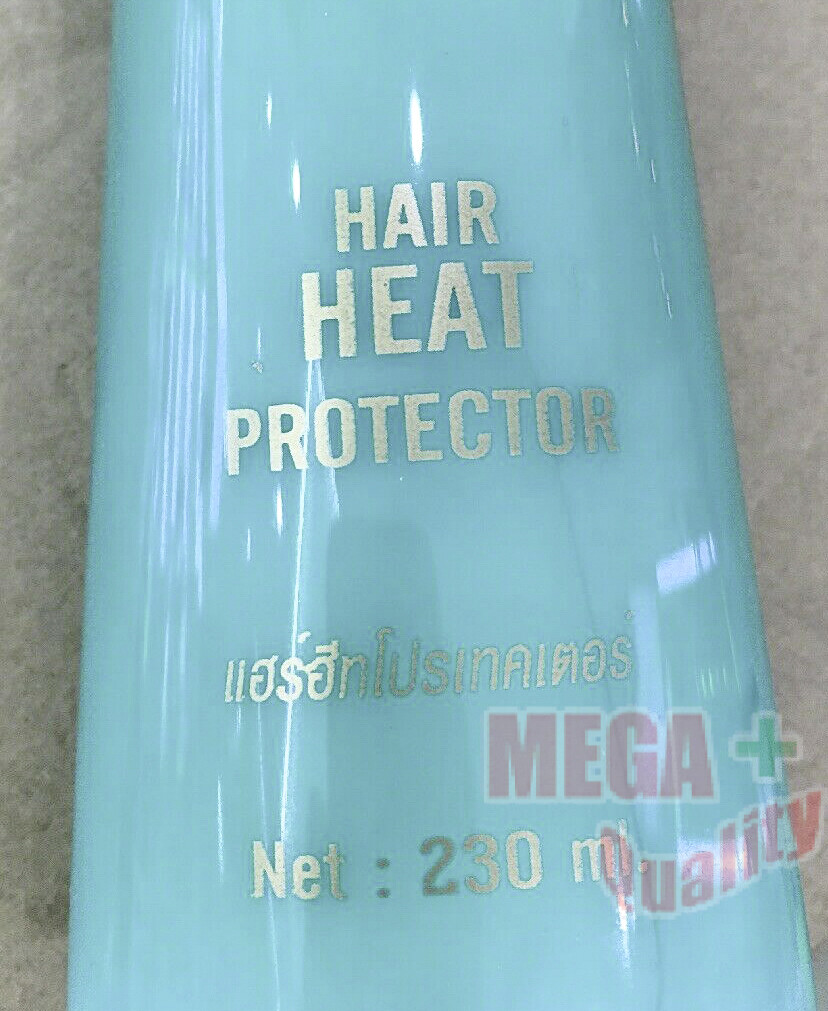 HAIR
HEAT
PROTECTOR
แฮร์ฮีทโปรเทคเตอร์
MEGA +
Quality
Net : 230 ml.